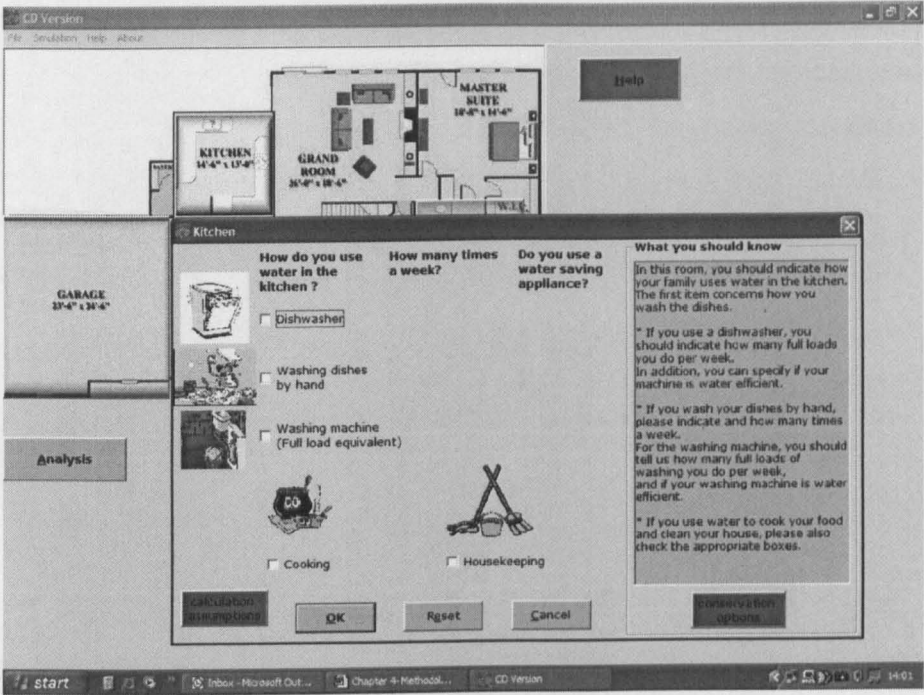 CD Version
File Simulation Help About
Help
MASTER
SUITE
KITCHEN
14'-6" x 13'-0"
GRAND
ROOM
W.I.C.
GARAGE
Analysis
Kitchen
How do you use
water in the
kitchen ?
How many times
a week?
Do you use a
water saving
appliance?
Dishwasher
Washing dishes
by hand
Washing machine
(Full load equivalent)
Cooking
Housekeeping
calculation
assumptions
OK
Reset
Cancel
What you should know
In this room, you should indicate how
your family uses water in the kitchen.
The first item concerns how you
wash the dishes.
* If you use a dishwasher, you
should indicate how many full loads
you do per week.
In addition, you can specify if your
machine is water efficient.
* If you wash your dishes by hand,
please indicate and how many times
a week.
For the washing machine, you should
tell us how many full loads of
washing you do per week,
and if your washing machine is water
efficient.
* If you use water to cook your food
and clean your house, please also
check the appropriate boxes.
conservation
options
start
Inbox - Microsoft Out...
Chapter 4- Methodol...
CD Version
14:01